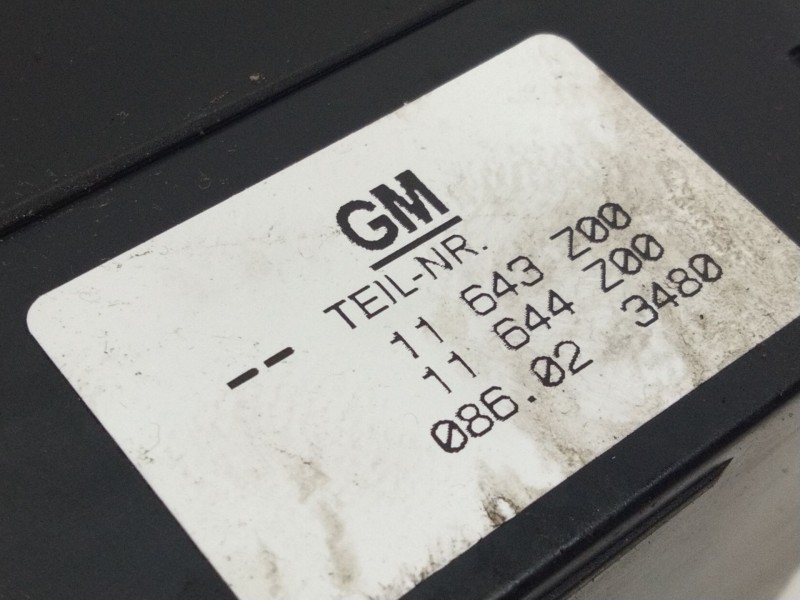 GM
TEIL-NR.
-- 11 643 Z00
11 644 Z00
086.02 3480